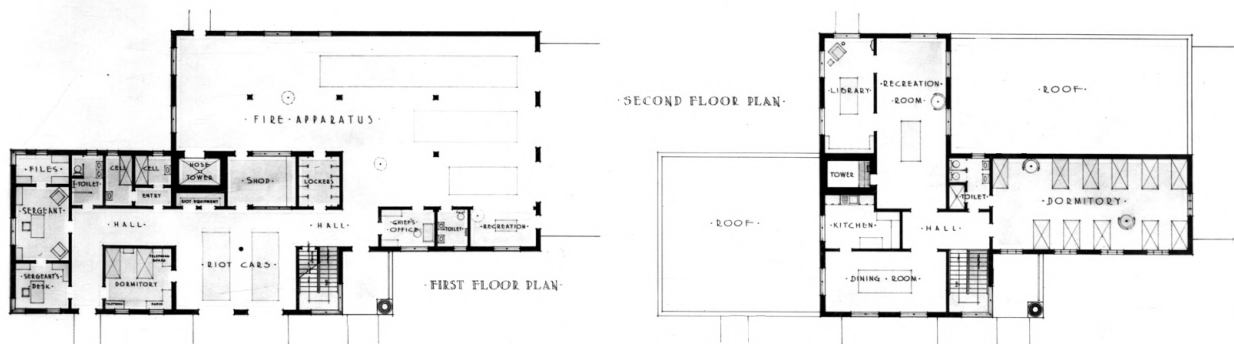 · FIRE · APPARATUS ·
· FILES ·
· TOILET ·
CELL
CELL
ENTRY
HOSE
TOWER
RIOT EQUIPMENT
· SHOP ·
LOCKERS
SERGEANT
· HALL ·
· HALL ·
CHIEF'S
OFFICE
TOILET
· RECREATION ·
· SERGEANT'S ·
DESK
DORMITORY
· RIOT CARS ·
· FIRST FLOOR PLAN ·
· SECOND FLOOR PLAN ·
· LIBRARY ·
· RECREATION ·
ROOM
· ROOF ·
TOWER
· ROOF ·
· KITCHEN ·
· HALL ·
TOILET
· DORMITORY ·
· DINING · ROOM ·